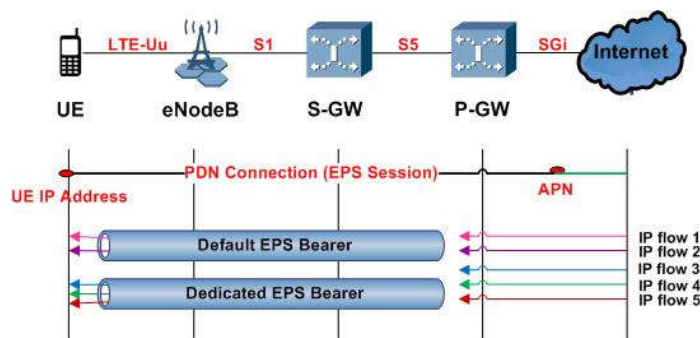 LTE-Uu S1 S5 SGi Internet
UE eNodeB S-GW P-GW
PDN Connection (EPS Session)
UE IP Address APN
Default EPS Bearer
IP flow 1
IP flow 2
IP flow 3
Dedicated EPS Bearer
IP flow 4
IP flow 5